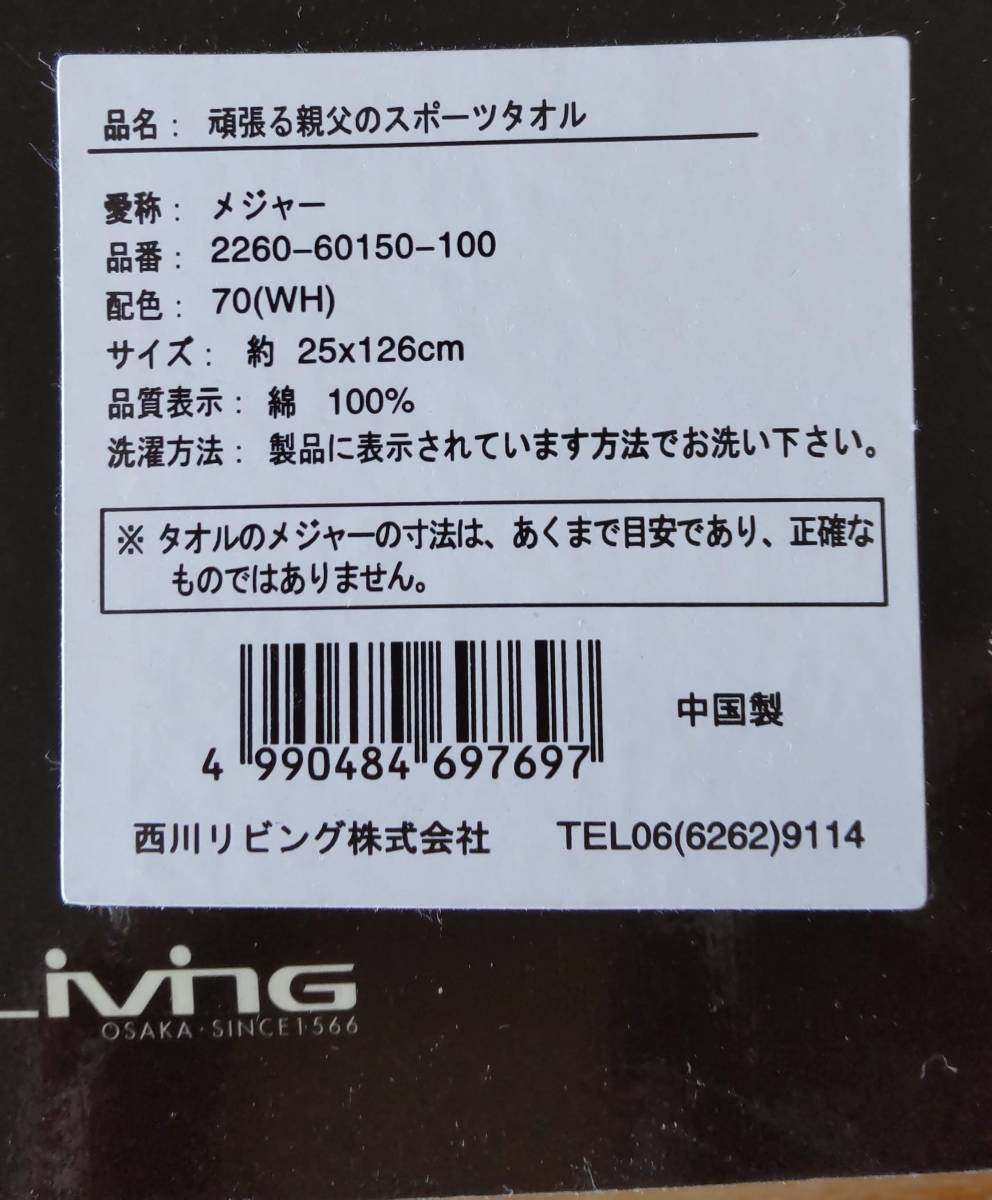 品名： 頑張る親父のスポーツタオル
愛称： メジャー
品番： 2260-60150-100
配色： 70(WH)
サイズ： 約 25x126cm
品質表示： 綿 100%
洗濯方法： 製品に表示されています方法でお洗い下さい。
※ タオルのメジャーの寸法は、あくまで目安であり、正確な
ものではありません。
中国製
4 990484 697697
西川リビング株式会社 TEL06(6262)9114
Living
OSAKA・SINCE1566